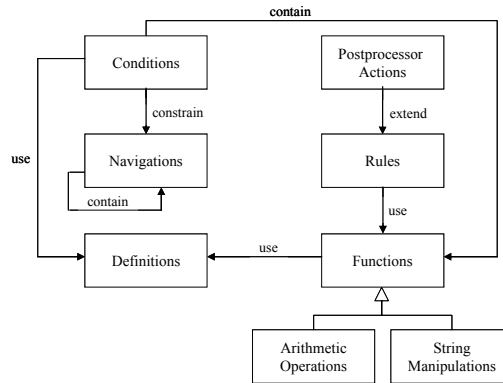 contain
Conditions
Postprocessor
Actions
constrain
extend
use
Navigations
Rules
contain
use
Definitions
use
Functions
Arithmetic
Operations
String
Manipulations